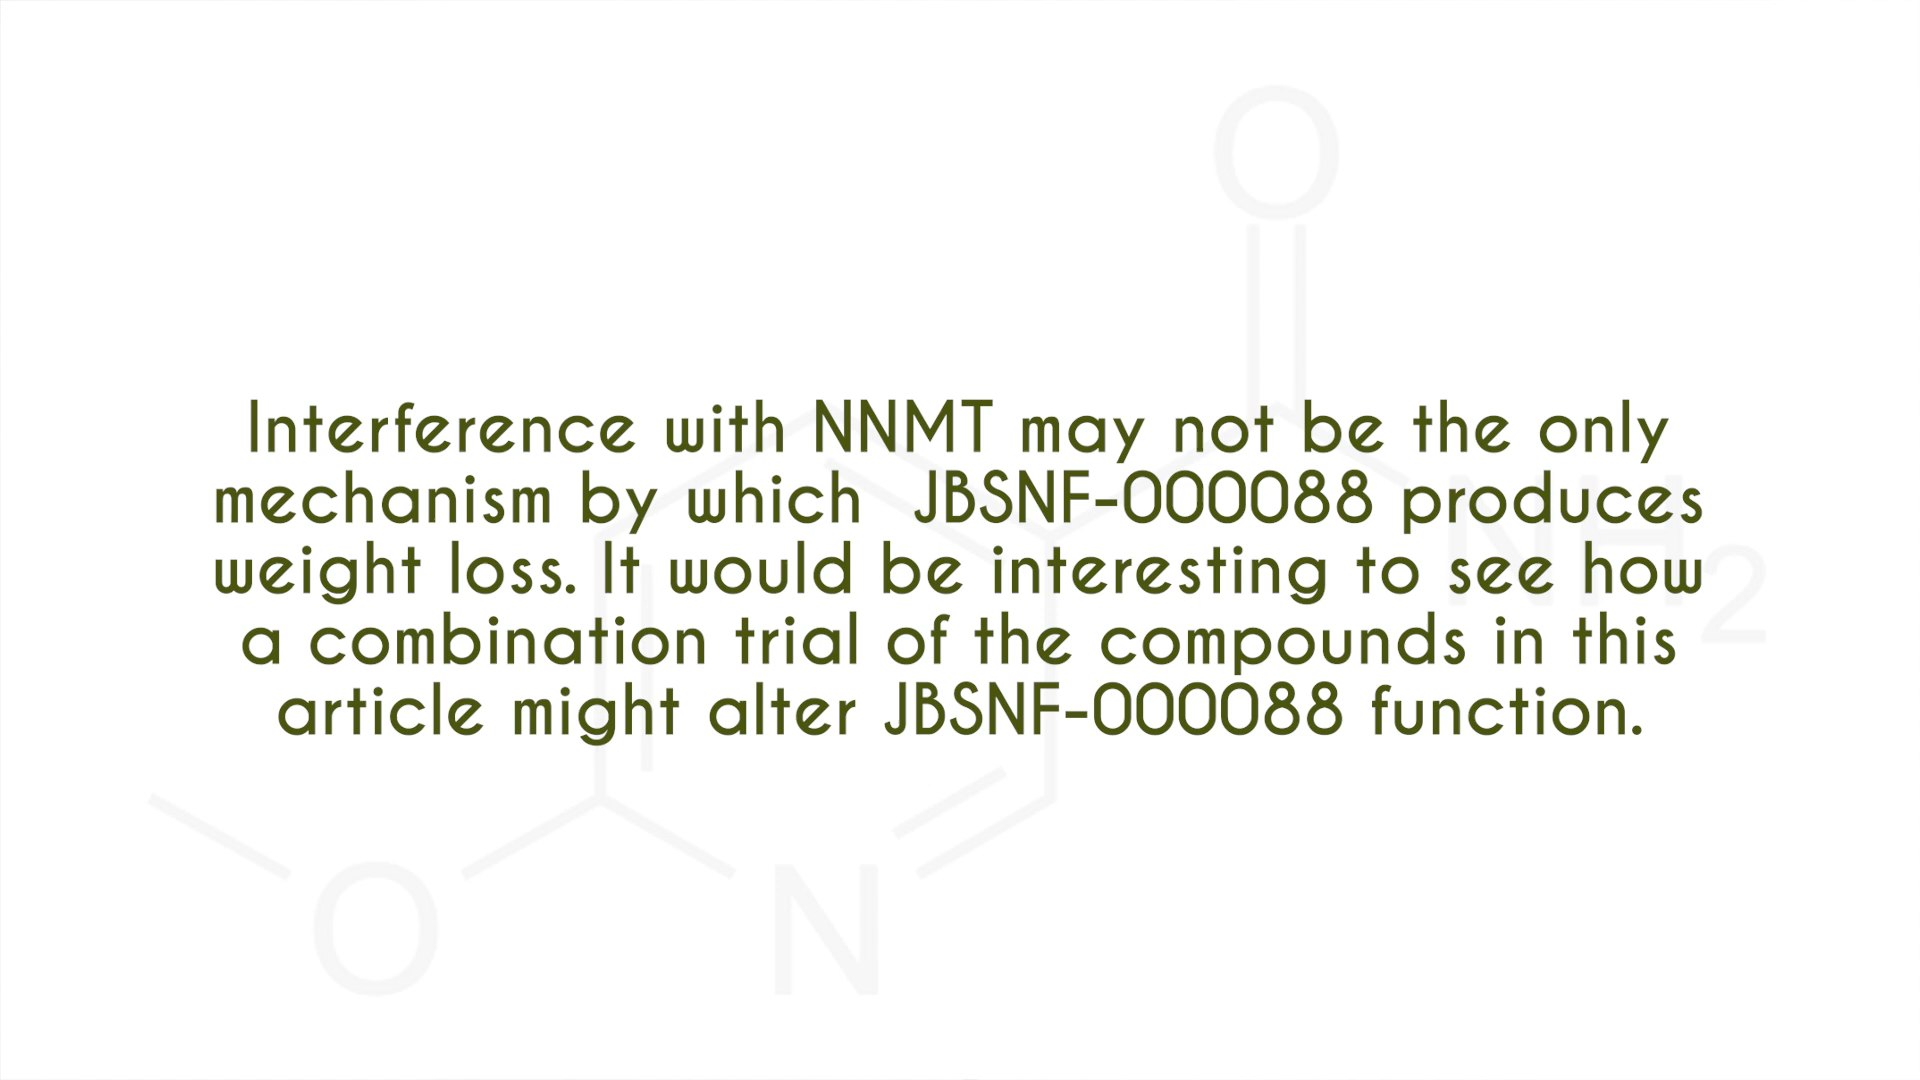 Interference with NNMT may not be the only
mechanism by which JBSNF-000088 produces
weight loss. It would be interesting to see how
a combination trial of the compounds in this
article might alter JBSNF-000088 function.
O
NH2
O
N